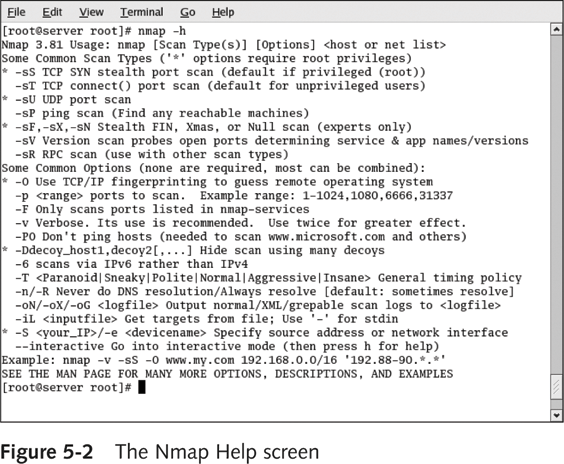 File Edit View Terminal Go Help
[root@server root]# nmap -h
Nmap 3.81 Usage: nmap [Scan Type(s)] [Options] <host or net list>
Some Common Scan Types ('*' options require root privileges)
* -sS TCP SYN stealth port scan (default if privileged (root))
-sT TCP connect() port scan (default for unprivileged users)
* -sU UDP port scan
-sP ping scan (Find any reachable machines)
* -sF,-sX,-sN Stealth FIN, Xmas, or Null scan (experts only)
-sV Version scan probes open ports determining service & app names/versions
-sR RPC scan (use with other scan types)
Some Common Options (none are required, most can be combined):
* -O Use TCP/IP fingerprinting to guess remote operating system
-p <range> ports to scan. Example range: 1-1024,1080,6666,31337
-F Only scans ports listed in nmap-services
-v Verbose. Its use is recommended. Use twice for greater effect.
-P0 Don't ping hosts (needed to scan www.microsoft.com and others)
* -Ddecoy_host1,decoy2[,...] Hide scan using many decoys
-6 scans via IPv6 rather than IPv4
-T <Paranoid|Sneaky|Polite|Normal|Aggressive|Insane> General timing policy
-n/-R Never do DNS resolution/Always resolve [default: sometimes resolve]
-oN/-oX/-oG <logfile> Output normal/XML/grepable scan logs to <logfile>
-iL <inputfile> Get targets from file; Use '-' for stdin
* -S <your_IP>/-e <devicename> Specify source address or network interface
--interactive Go into interactive mode (then press h for help)
Example: nmap -v -sS -O www.my.com 192.168.0.0/16 '192.88-90.*.*'
SEE THE MAN PAGE FOR MANY MORE OPTIONS, DESCRIPTIONS, AND EXAMPLES
[root@server root]#
Figure 5-2 The Nmap Help screen